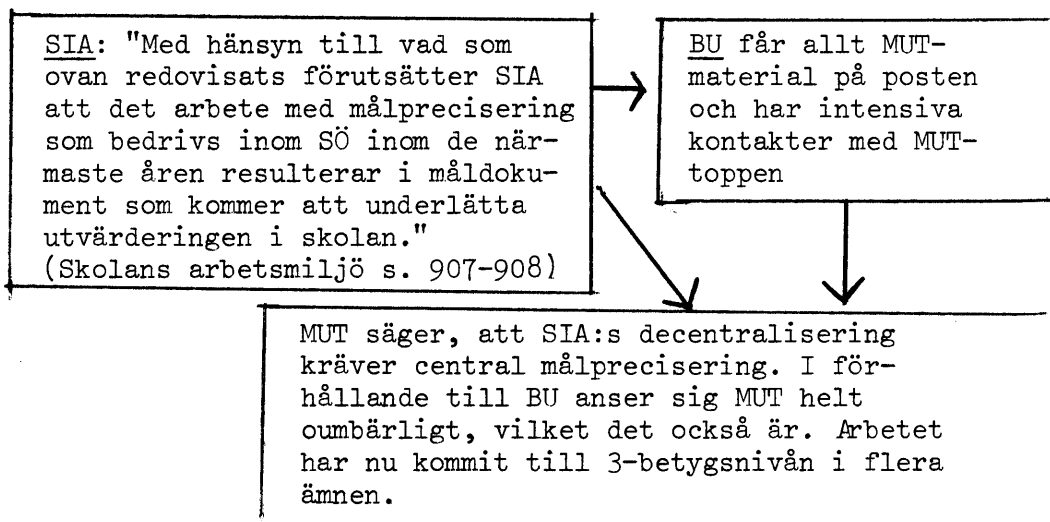 SIA: "Med hänsyn till vad som
ovan redovisats förutsätter SIA
att det arbete med målprecisering
som bedrivs inom SÖ inom de när-
maste åren resulterar i måldoku-
ment som kommer att underlätta
utvärderingen i skolan."
(Skolans arbetsmiljö s. 907-908)
BU får allt MUT-
material på posten
och har intensiva
kontakter med MUT-
toppen
MUT säger, att SIA:s decentralisering
kräver central målprecisering. I för-
hållande till BU anser sig MUT helt
oumbärligt, vilket det också är. Arbetet
har nu kommit till 3-betygsnivån i flera
ämnen.